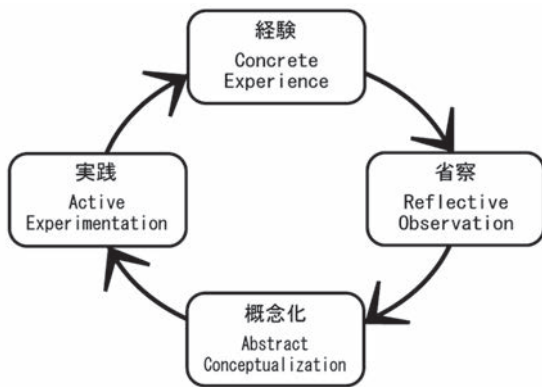 経験
Concrete
Experience
省察
Reflective
Observation
概念化
Abstract
Conceptualization
実践
Active
Experimentation